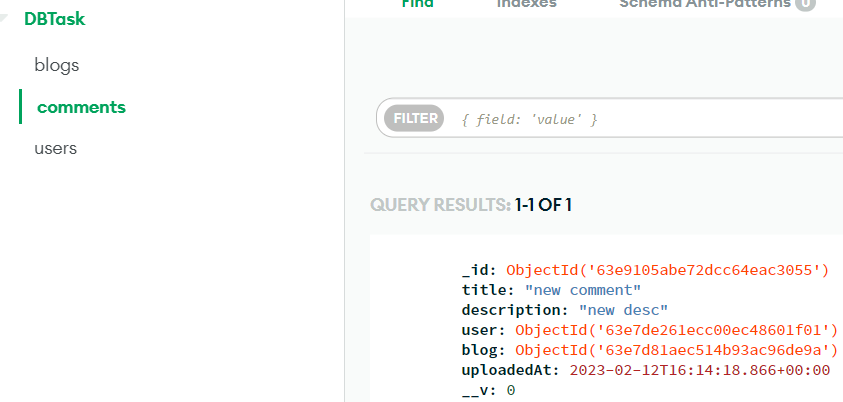 DBTask
blogs
comments
users
Find Indexes Schema Anti-Patterns 0
FILTER { field: 'value' }
QUERY RESULTS: 1-1 OF 1
_id: ObjectId('63e9105abe72dcc64eac3055')
title: "new comment"
description: "new desc"
user: ObjectId('63e7de261ecc00ec48601f01')
blog: ObjectId('63e7d81aec514b93ac96de9a')
uploadedAt: 2023-02-12T16:14:18.866+00:00
__v: 0